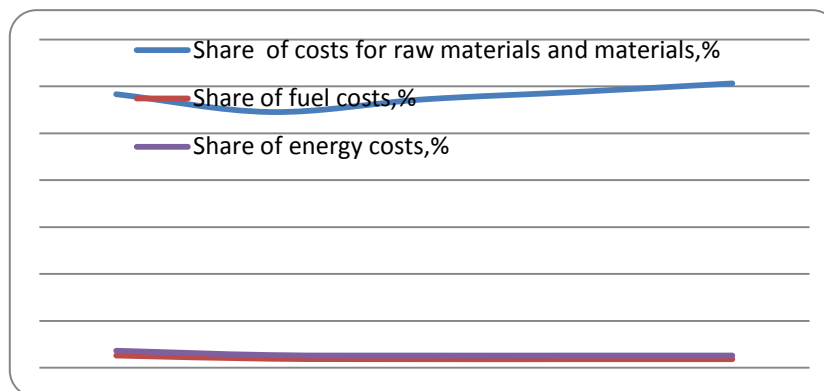 Share  of costs for raw materials and materials,%
Share of fuel costs,%
Share of energy costs,%